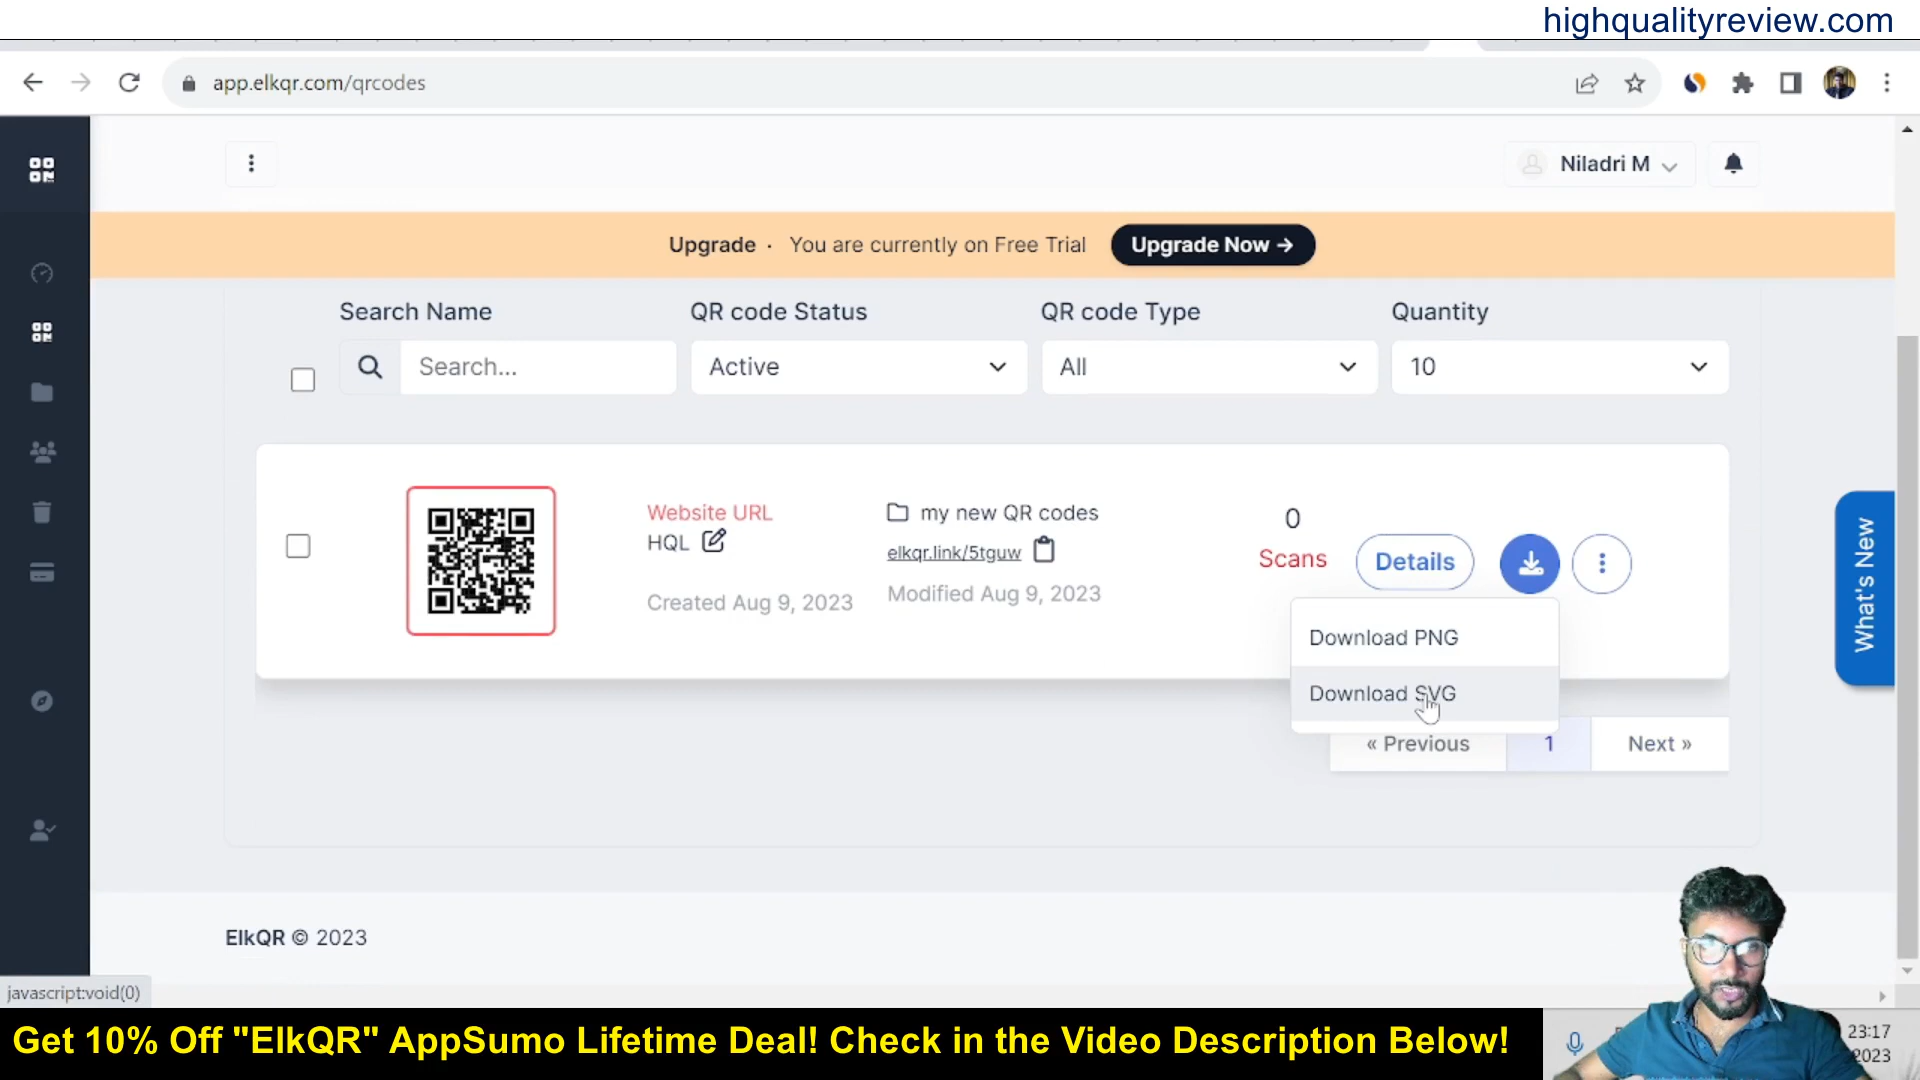 highqualityreview.com
app.elkqr.com/qrcodes
Niladri M
Upgrade · You are currently on Free Trial Upgrade Now →
Search Name QR code Status QR code Type Quantity
Search... Active All 10
Website URL
HQL
Created Aug 9, 2023
my new QR codes
elkqr.link/5tguw
Modified Aug 9, 2023
0
Scans
Details
Download PNG
Download SVG
« Previous 1 Next »
What's New
ElkQR © 2023
javascript:void(0)
Get 10% Off "ElkQR" AppSumo Lifetime Deal! Check in the Video Description Below!
23:17
2023